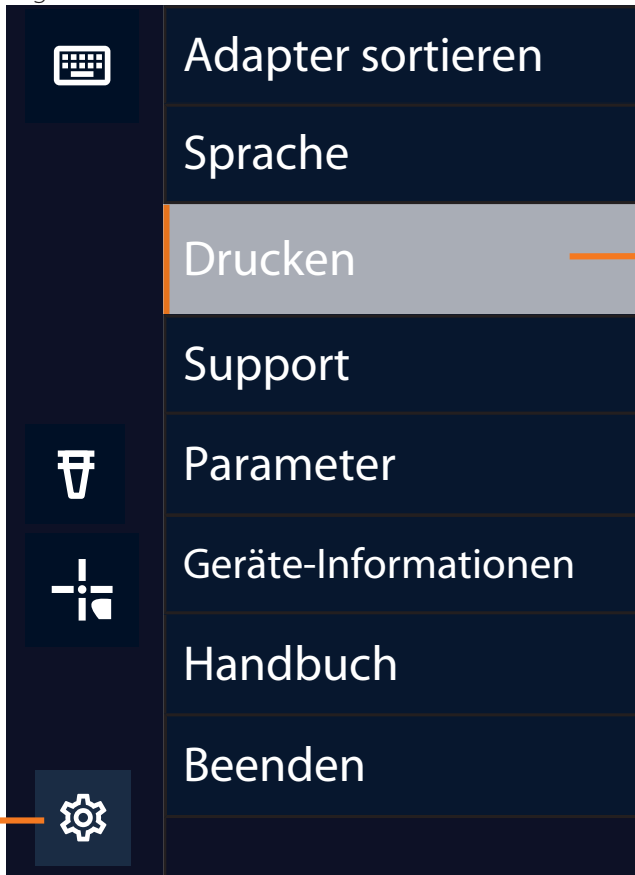 Adapter sortieren
Sprache
Drucken
Support
Parameter
Geräte-Informationen
Handbuch
Beenden